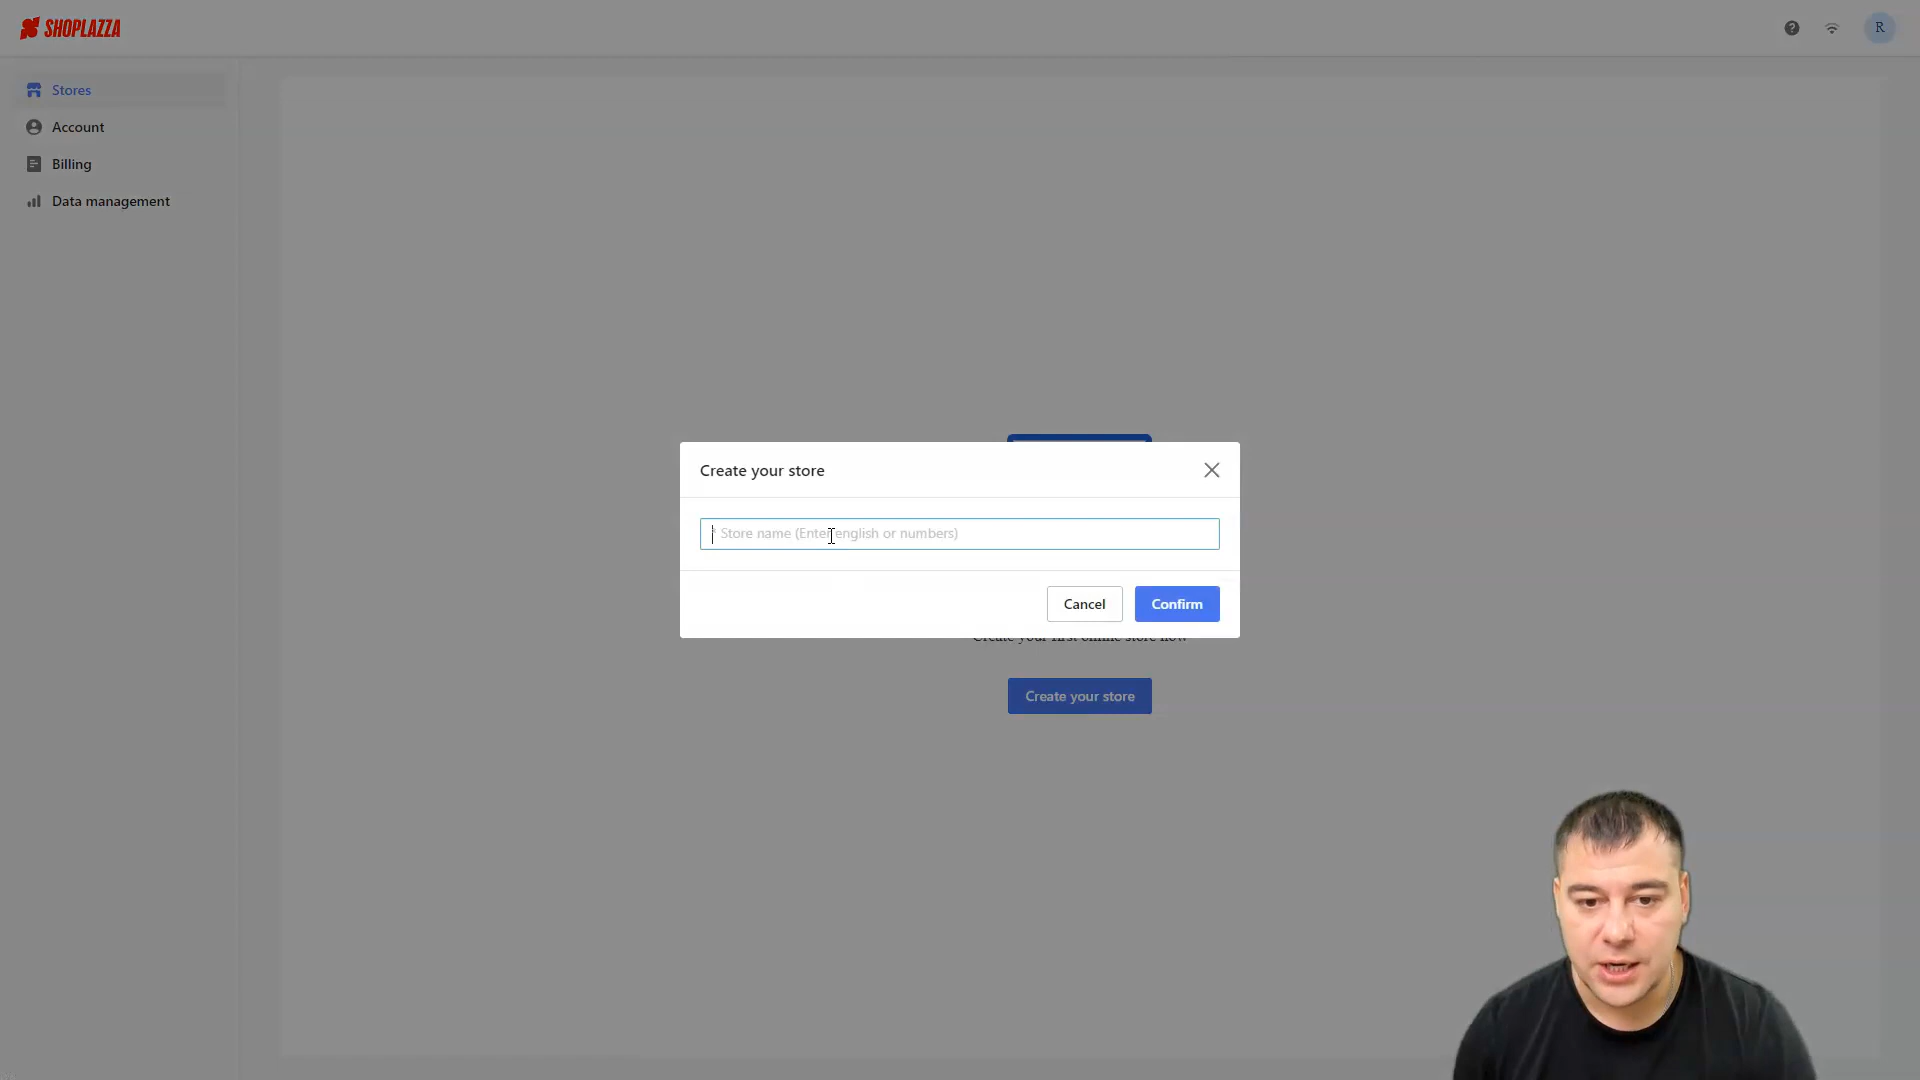 SHOPLAZZA
R
Stores
Account
Billing
Data management
Create your store
* Store name (Enter english or numbers)
Cancel
Confirm
Create your first online store now
Create your store